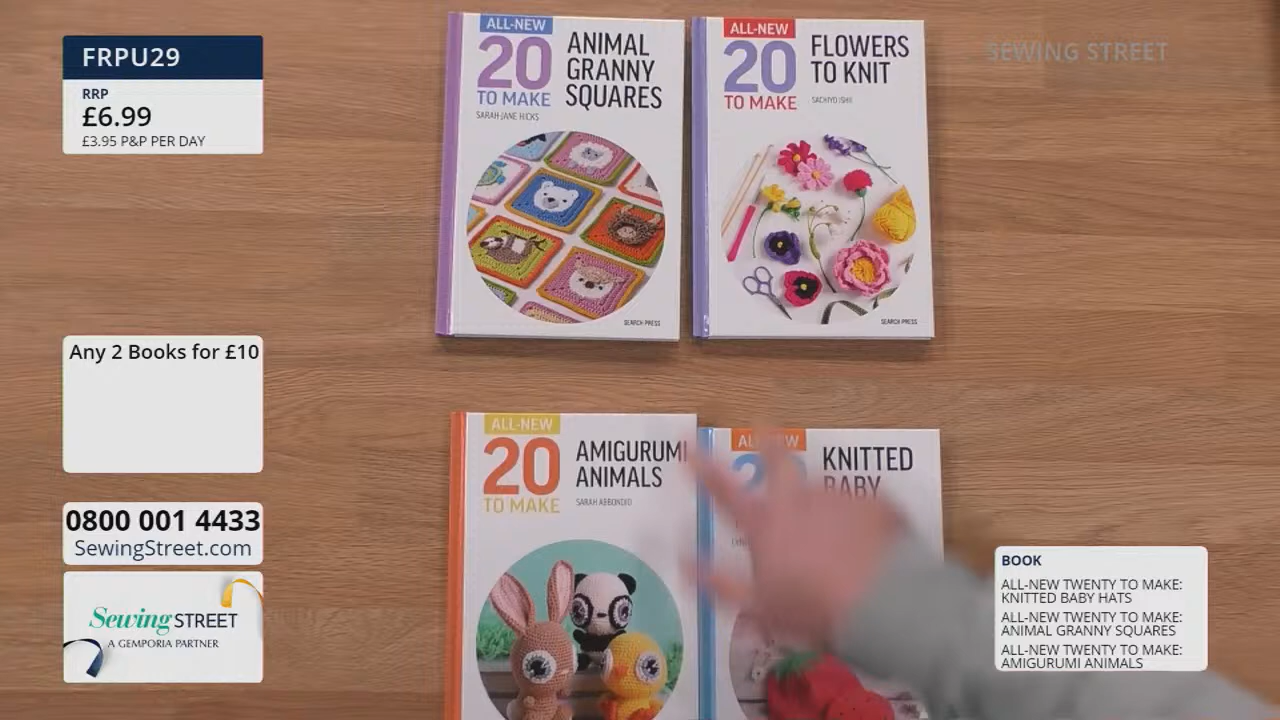 FRPU29
RRP
£6.99
£3.95 P&P PER DAY
Any 2 Books for £10
0800 001 4433
SewingStreet.com
Sewing STREET
A GEMPORIA PARTNER
ALL-NEW
20
TO MAKE
ANIMAL
GRANNY
SQUARES
SARAH-JANE HICKS
SEARCH PRESS
ALL-NEW
20
TO MAKE
FLOWERS
TO KNIT
SACHIYO ISHII
SEARCH PRESS
SEWING STREET
ALL-NEW
20
TO MAKE
AMIGURUMI
ANIMALS
SARAH ABBONDIO
ALL-NEW
20
KNITTED
BABY
BOOK
ALL-NEW TWENTY TO MAKE:
KNITTED BABY HATS
ALL-NEW TWENTY TO MAKE:
ANIMAL GRANNY SQUARES
ALL-NEW TWENTY TO MAKE:
AMIGURUMI ANIMALS